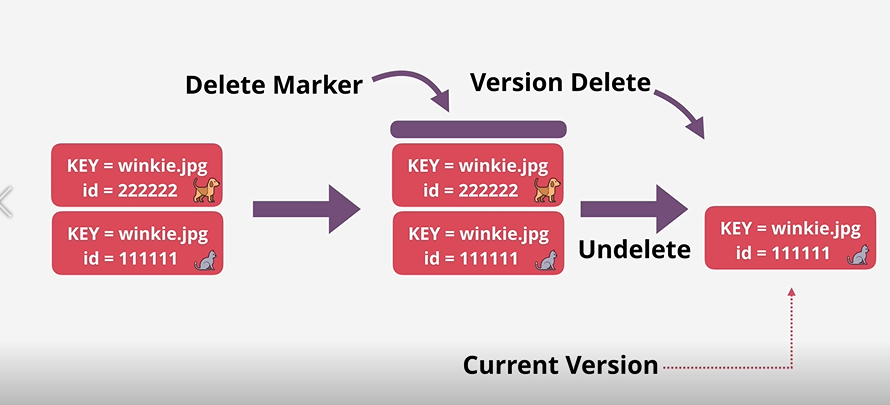 Delete Marker
Version Delete
KEY = winkie.jpg
id = 222222
KEY = winkie.jpg
id = 111111
KEY = winkie.jpg
id = 222222
KEY = winkie.jpg
id = 111111
Undelete
KEY = winkie.jpg
id = 111111
Current Version